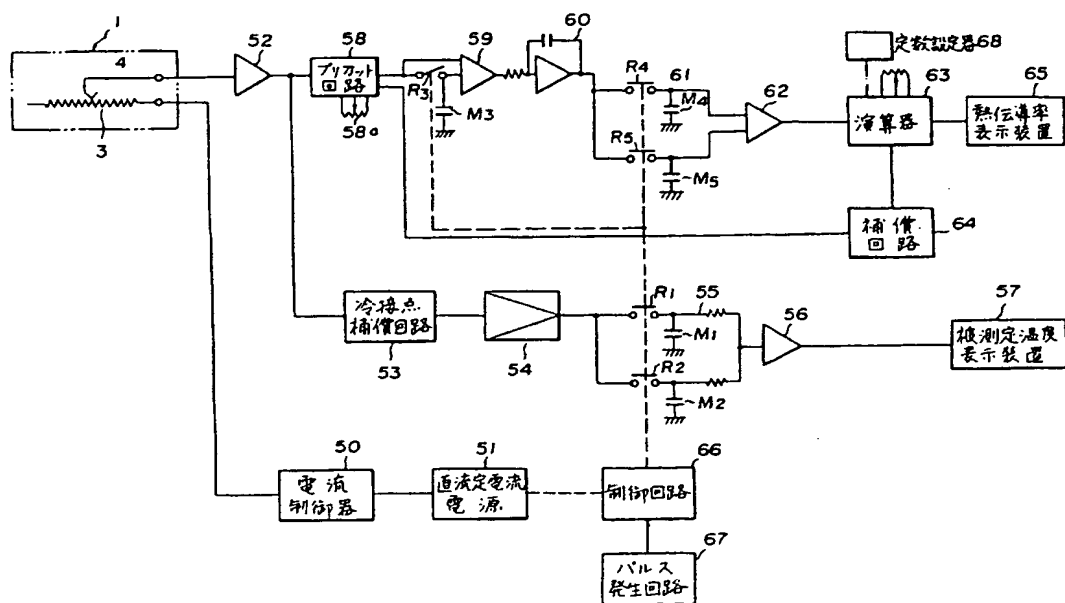 1
4
3
52
58
プリカット
回路
58a
R3
M3
59
60
R4
61
M4
R5
M5
62
定数設定器68
63
演算器
65
熱伝導率
表示装置
補償
回路
64
冷接点
補償回路
53
54
R1
55
M1
R2
M2
56
57
被測定温度
表示装置
50
電流
制御器
51
直流定電流
電源
66
制御回路
67
パルス
発生回路